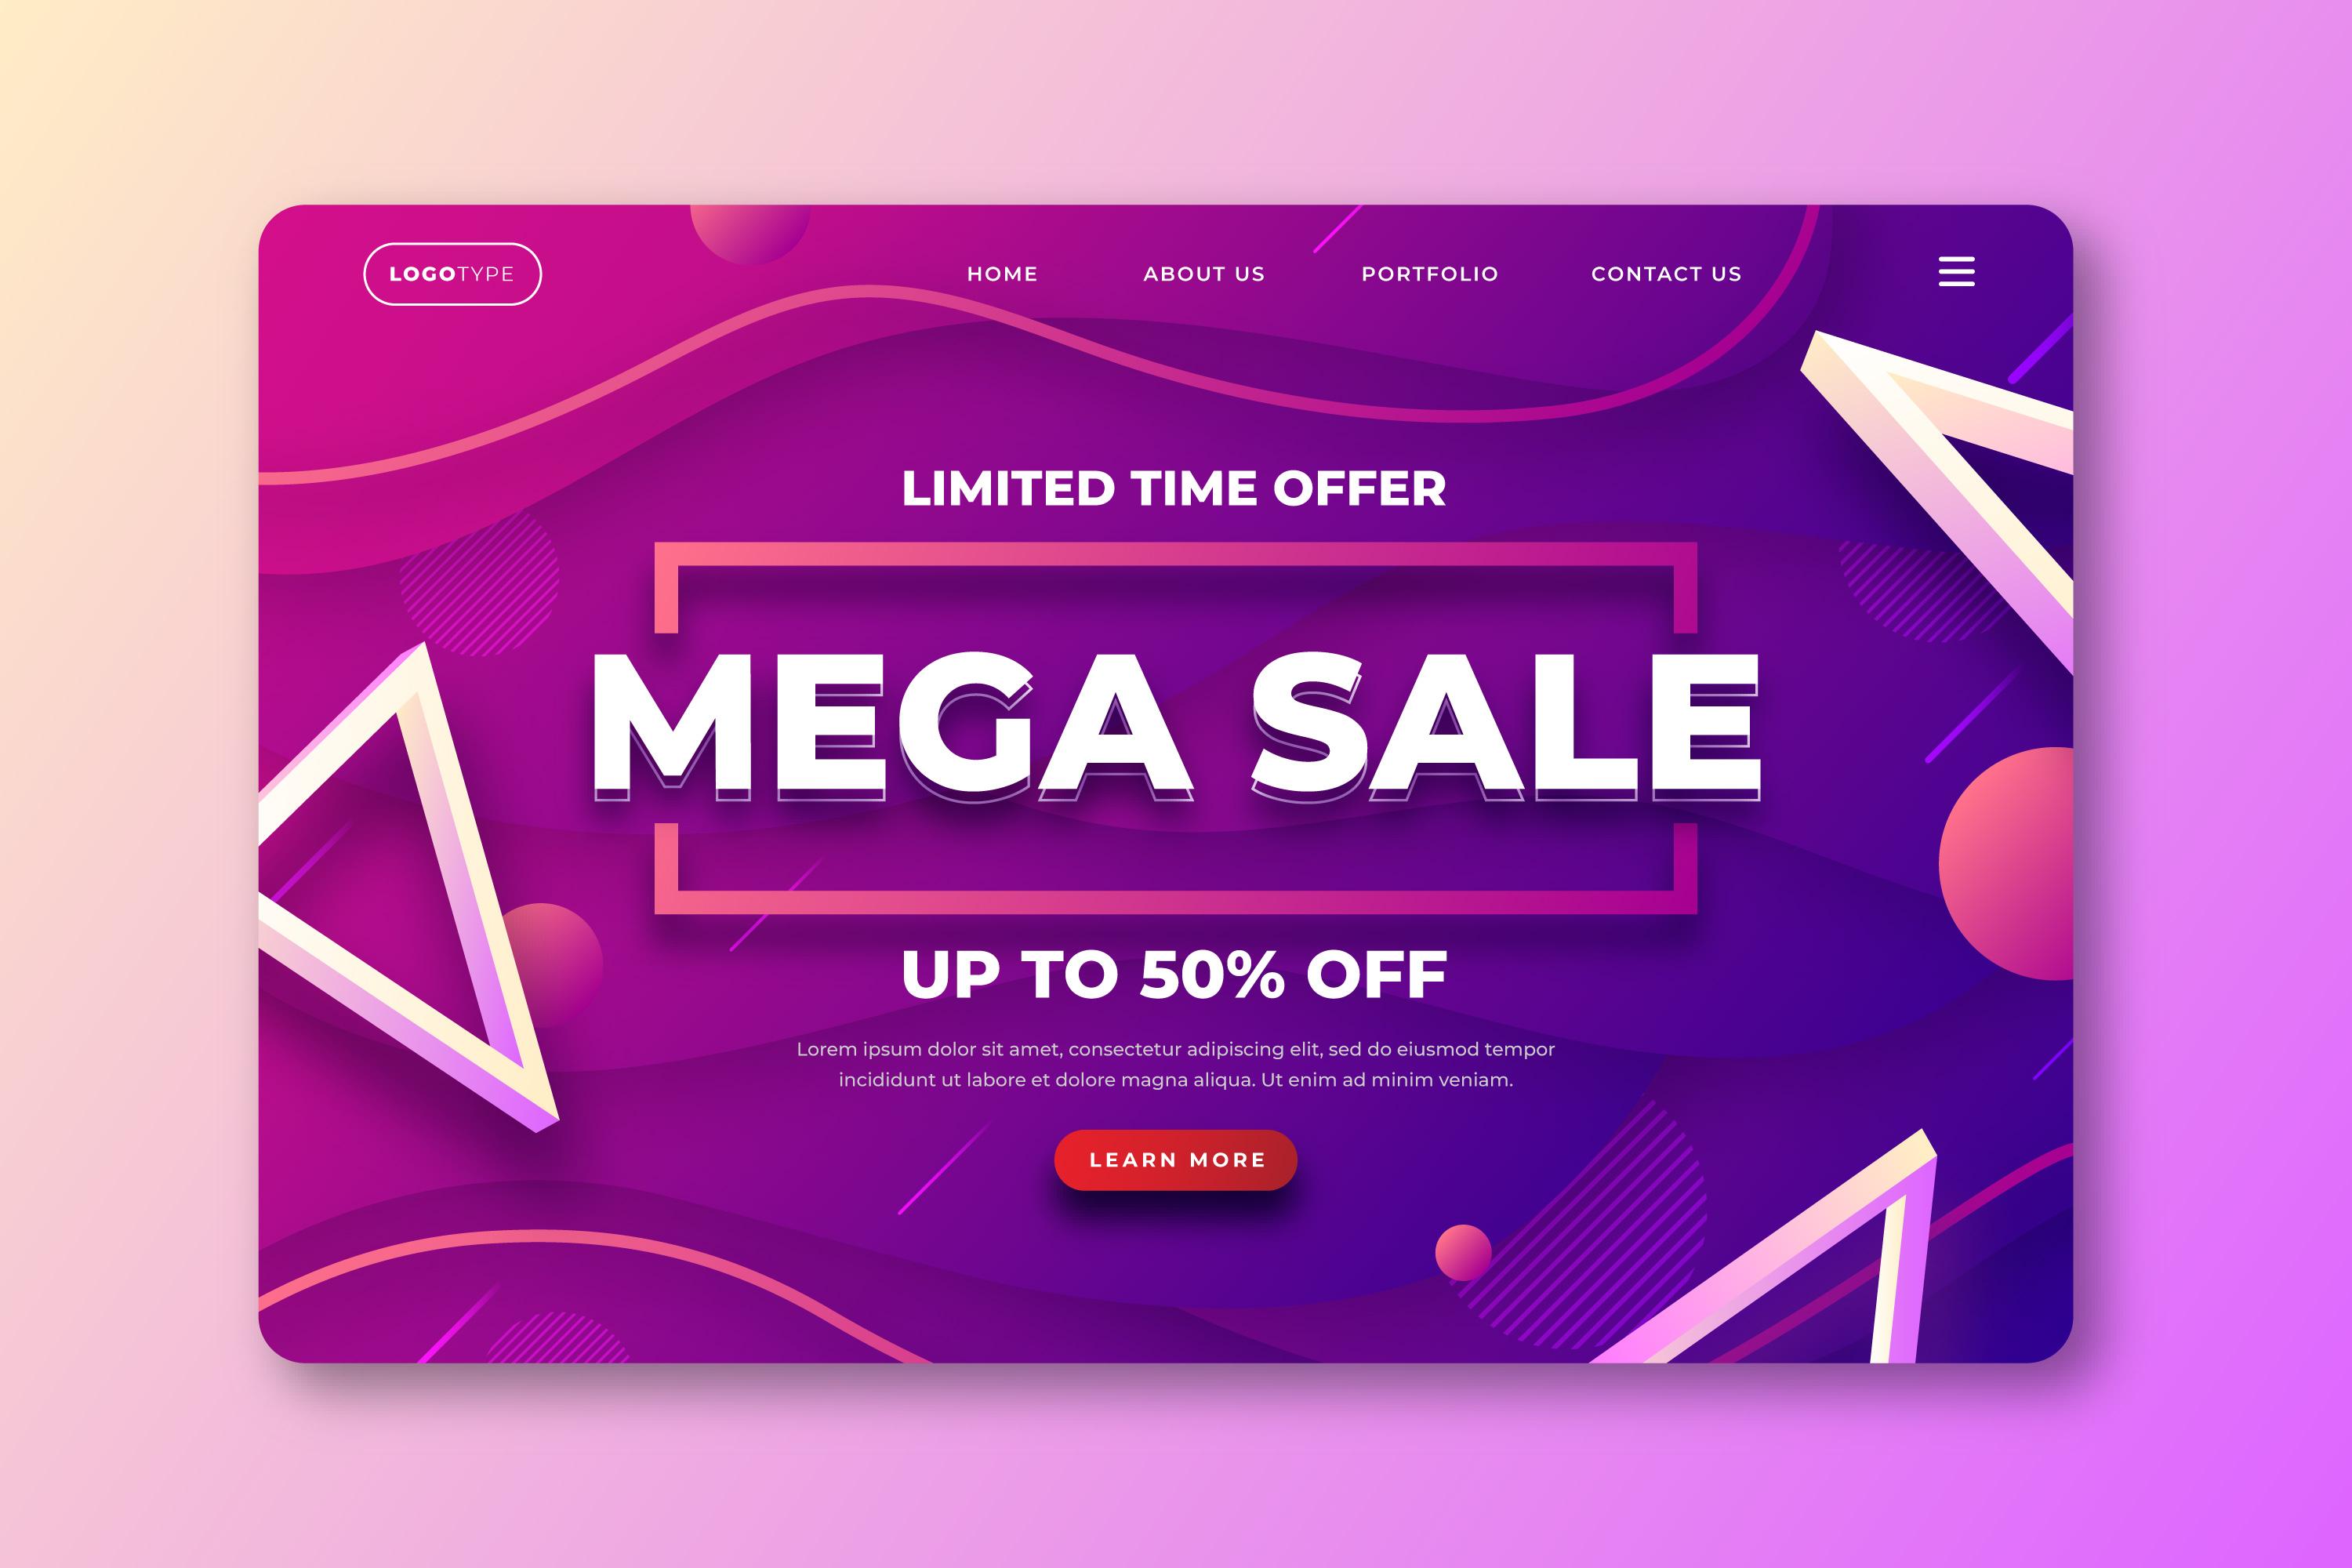 LOGOTYPE
HOME ABOUT US PORTFOLIO CONTACT US
LIMITED TIME OFFER
MEGA SALE
UP TO 50% OFF
Lorem ipsum dolor sit amet, consectetur adipiscing elit, sed do eiusmod tempor
incididunt ut labore et dolore magna aliqua. Ut enim ad minim veniam.
LEARN MORE